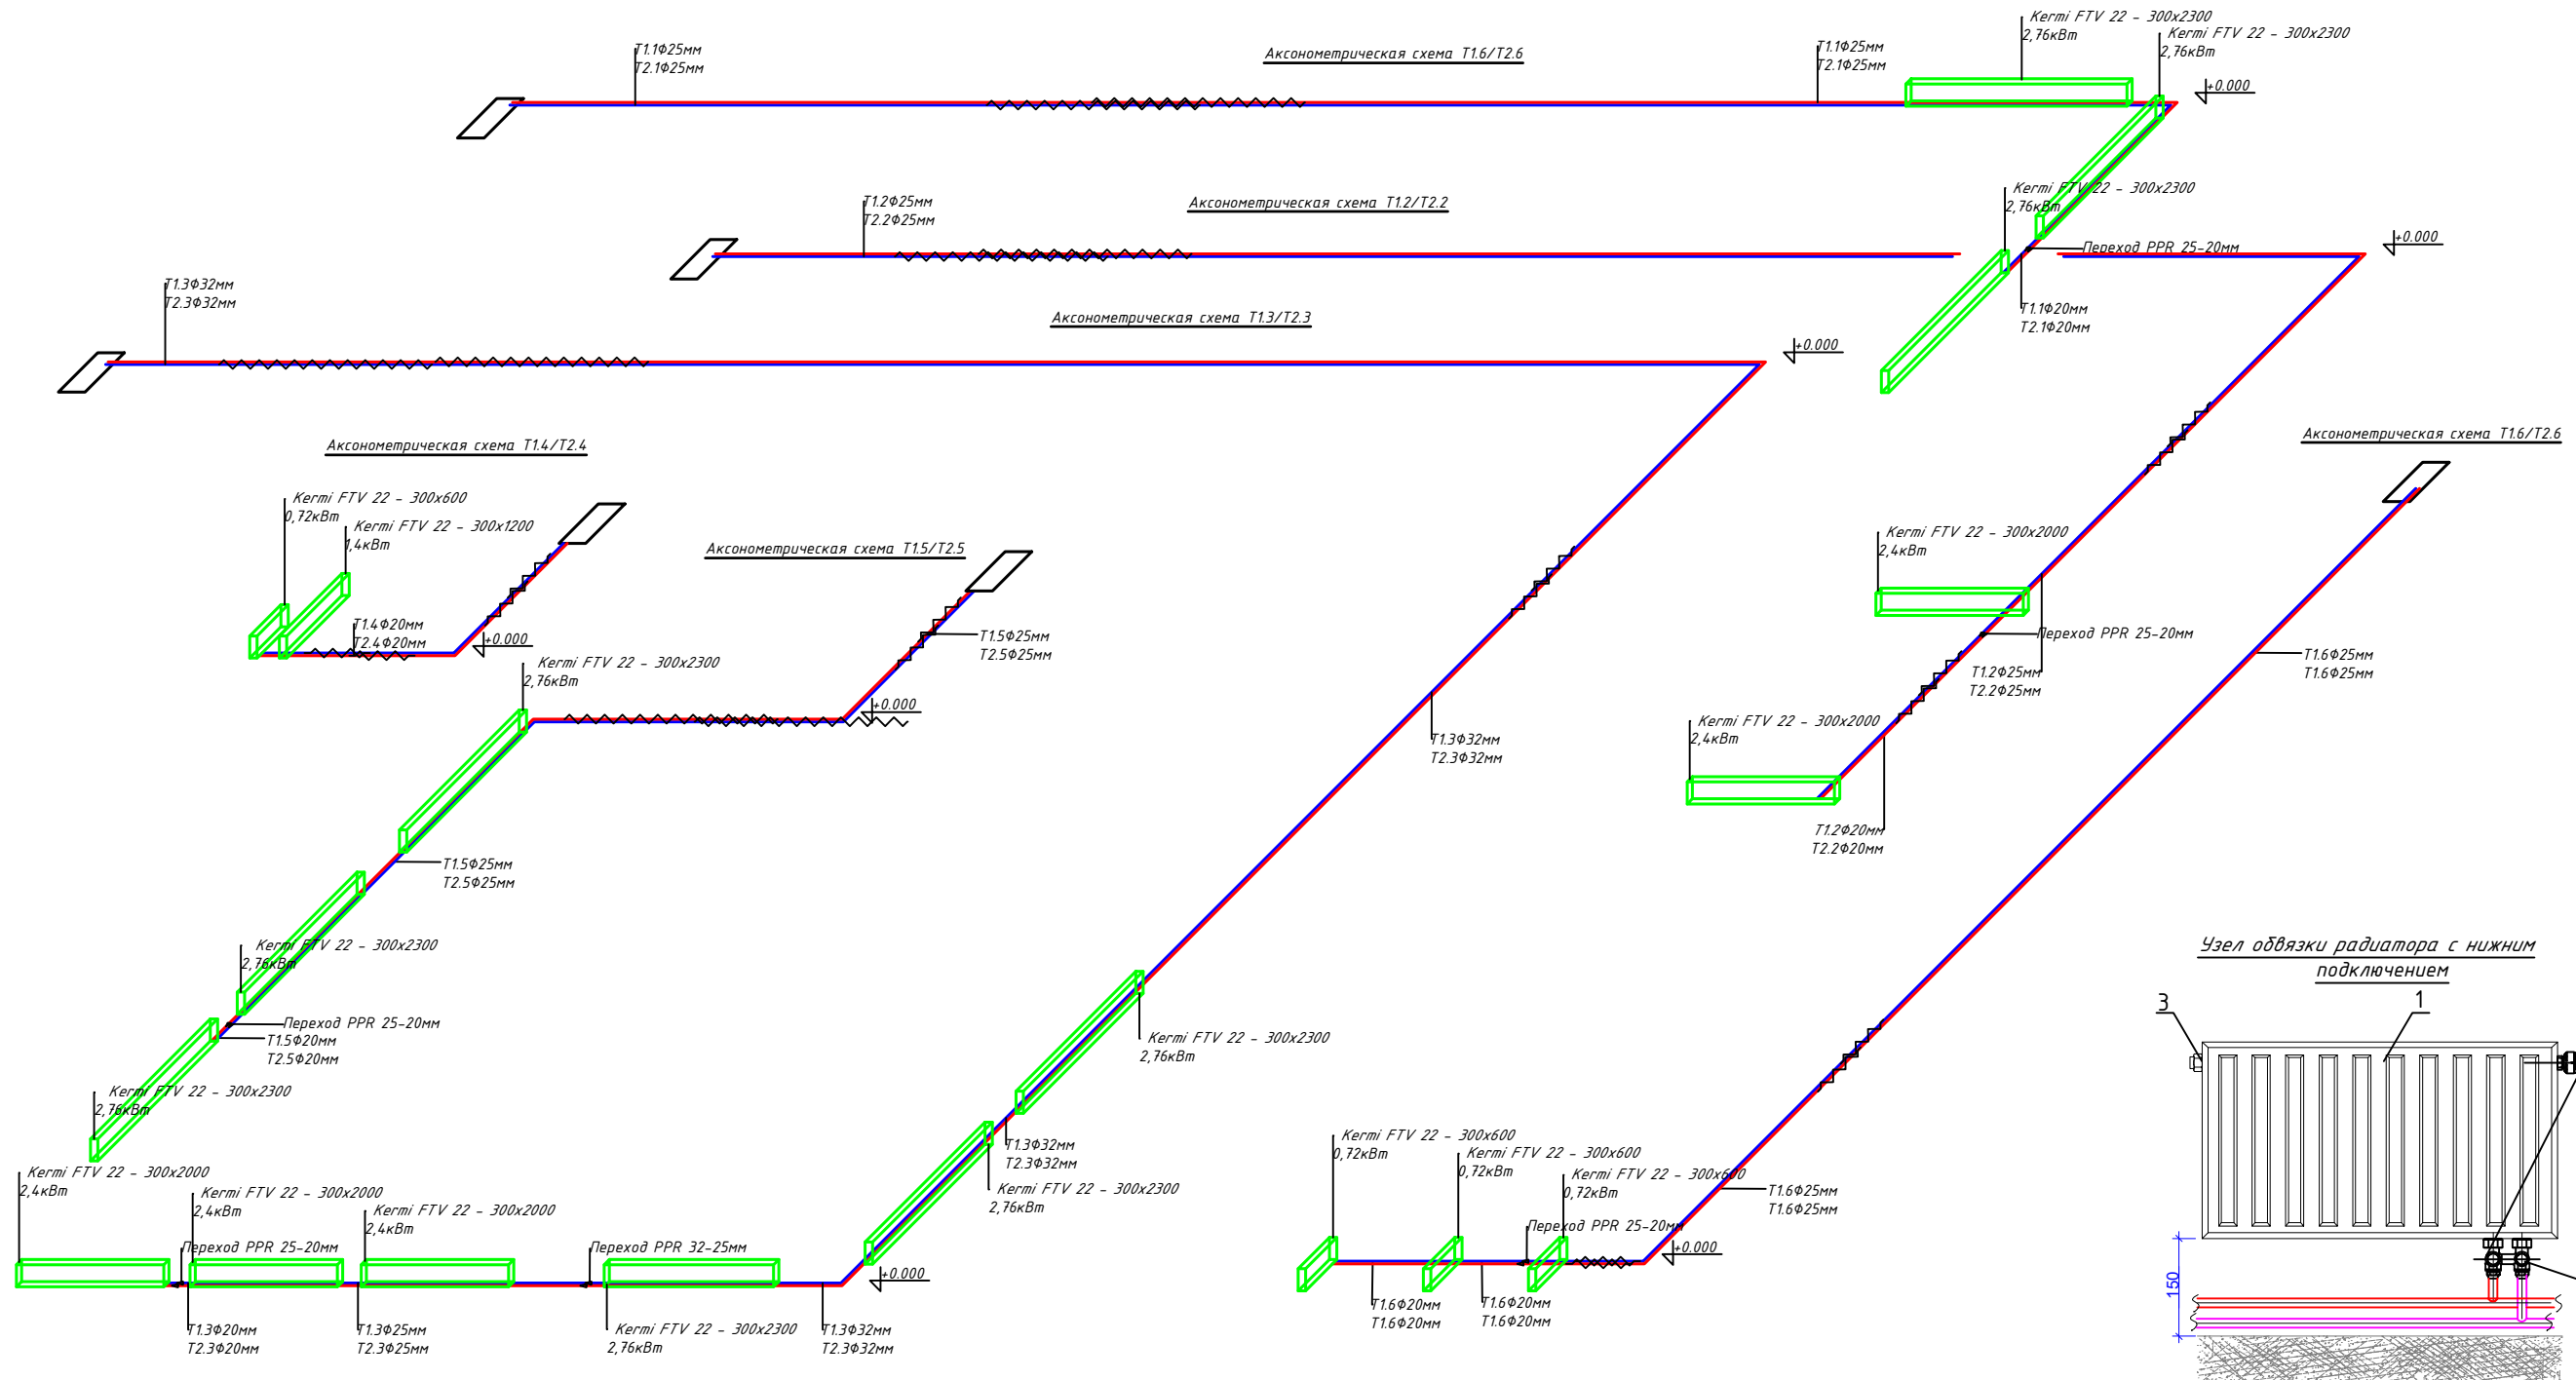 Kermi FTV 22 – 300x2300
2,76кВт
Kermi FTV 22 – 300x2300
2,76кВт
Т1.1Ф25мм
Т2.1Ф25мм
Аксонометрическая схема Т1.6/Т2.6
Т1.1Ф25мм
Т2.1Ф25мм
+0.000
Kermi FTV 22 – 300x2300
2,76кВт
Т1.2Ф25мм
Т2.2Ф25мм
Аксонометрическая схема Т1.2/Т2.2
Переход PPR 25-20мм
+0.000
Т1.1Ф20мм
Т2.1Ф20мм
Т1.3Ф32мм
Т2.3Ф32мм
Аксонометрическая схема Т1.3/Т2.3
+0.000
Аксонометрическая схема Т1.4/Т2.4
Аксонометрическая схема Т1.6/Т2.6
Kermi FTV 22 – 300x600
0,72кВт
Kermi FTV 22 – 300x1200
1,4кВт
Аксонометрическая схема Т1.5/Т2.5
Kermi FTV 22 – 300x2000
2,4кВт
Т1.4Ф20мм
Т2.4Ф20мм
+0.000
Т1.5Ф25мм
Т2.5Ф25мм
Переход PPR 25-20мм
Т1.2Ф25мм
Т2.2Ф25мм
Т1.6Ф25мм
Т1.6Ф25мм
Kermi FTV 22 – 300x2300
2,76кВт
+0.000
Т1.3Ф32мм
Т2.3Ф32мм
Kermi FTV 22 – 300x2000
2,4кВт
Т1.2Ф20мм
Т2.2Ф20мм
Т1.5Ф25мм
Т2.5Ф25мм
Kermi FTV 22 – 300x2300
2,76кВт
Переход PPR 25-20мм
Т1.5Ф20мм
Т2.5Ф20мм
Kermi FTV 22 – 300x2300
2,76кВт
Kermi FTV 22 – 300x2300
2,76кВт
Узел обвязки радиатора с нижним
подключением
3
1
150
Т1.3Ф32мм
Т2.3Ф32мм
Kermi FTV 22 – 300x2300
2,76кВт
Kermi FTV 22 – 300x2000
2,4кВт
Kermi FTV 22 – 300x2000
2,4кВт
Kermi FTV 22 – 300x2000
2,4кВт
Переход PPR 25-20мм
Переход PPR 32-25мм
+0.000
Т1.3Ф20мм
Т2.3Ф20мм
Т1.3Ф25мм
Т2.3Ф25мм
Kermi FTV 22 – 300x2300
2,76кВт
Т1.3Ф32мм
Т2.3Ф32мм
Kermi FTV 22 – 300x600
0,72кВт
Kermi FTV 22 – 300x600
0,72кВт
Kermi FTV 22 – 300x600
0,72кВт
Т1.6Ф25мм
Т1.6Ф25мм
Переход PPR 25-20мм
+0.000
Т1.6Ф20мм
Т1.6Ф20мм
Т1.6Ф20мм
Т1.6Ф20мм